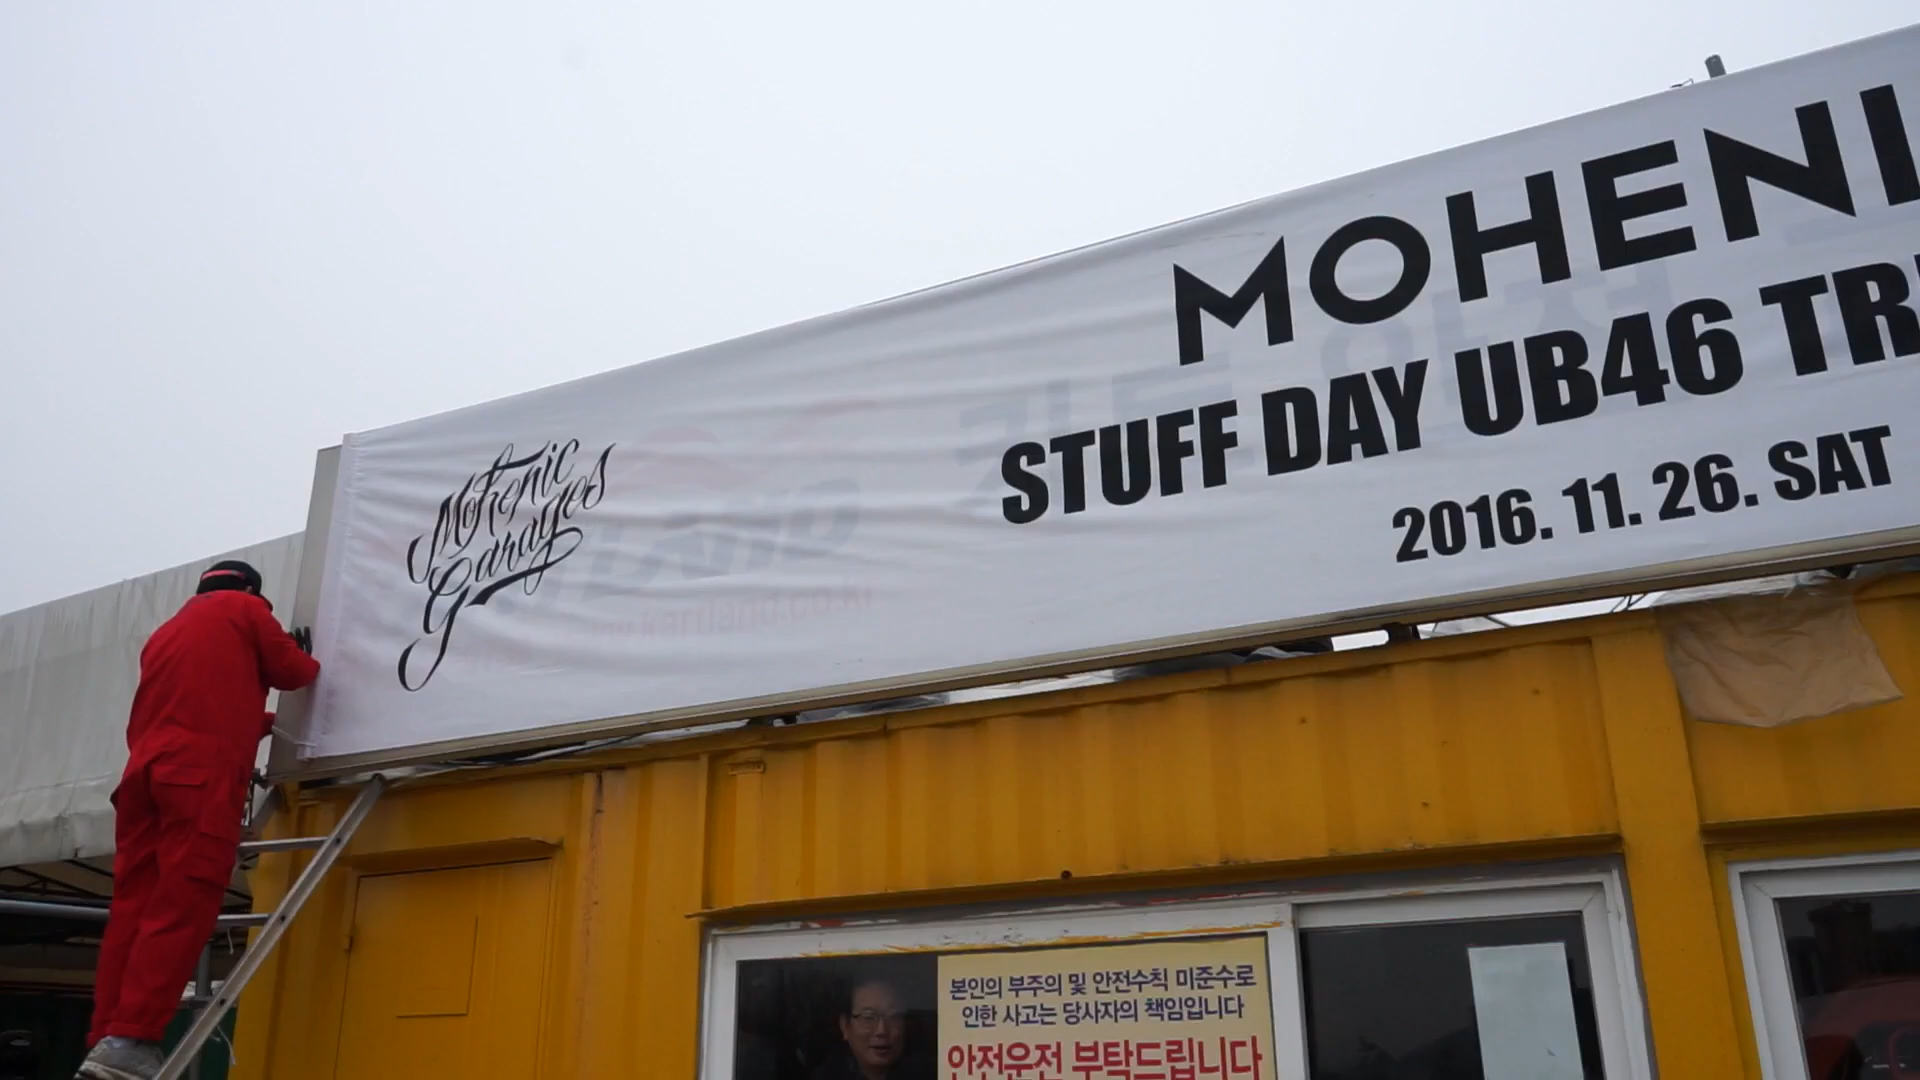 Mohenic
Garages
MOHENI
STUFF DAY UB46 TR
2016. 11. 26. SAT
본인의 부주의 및 안전수칙 미준수로
인한 사고는 당사자의 책임입니다
안전운전 부탁드립니다